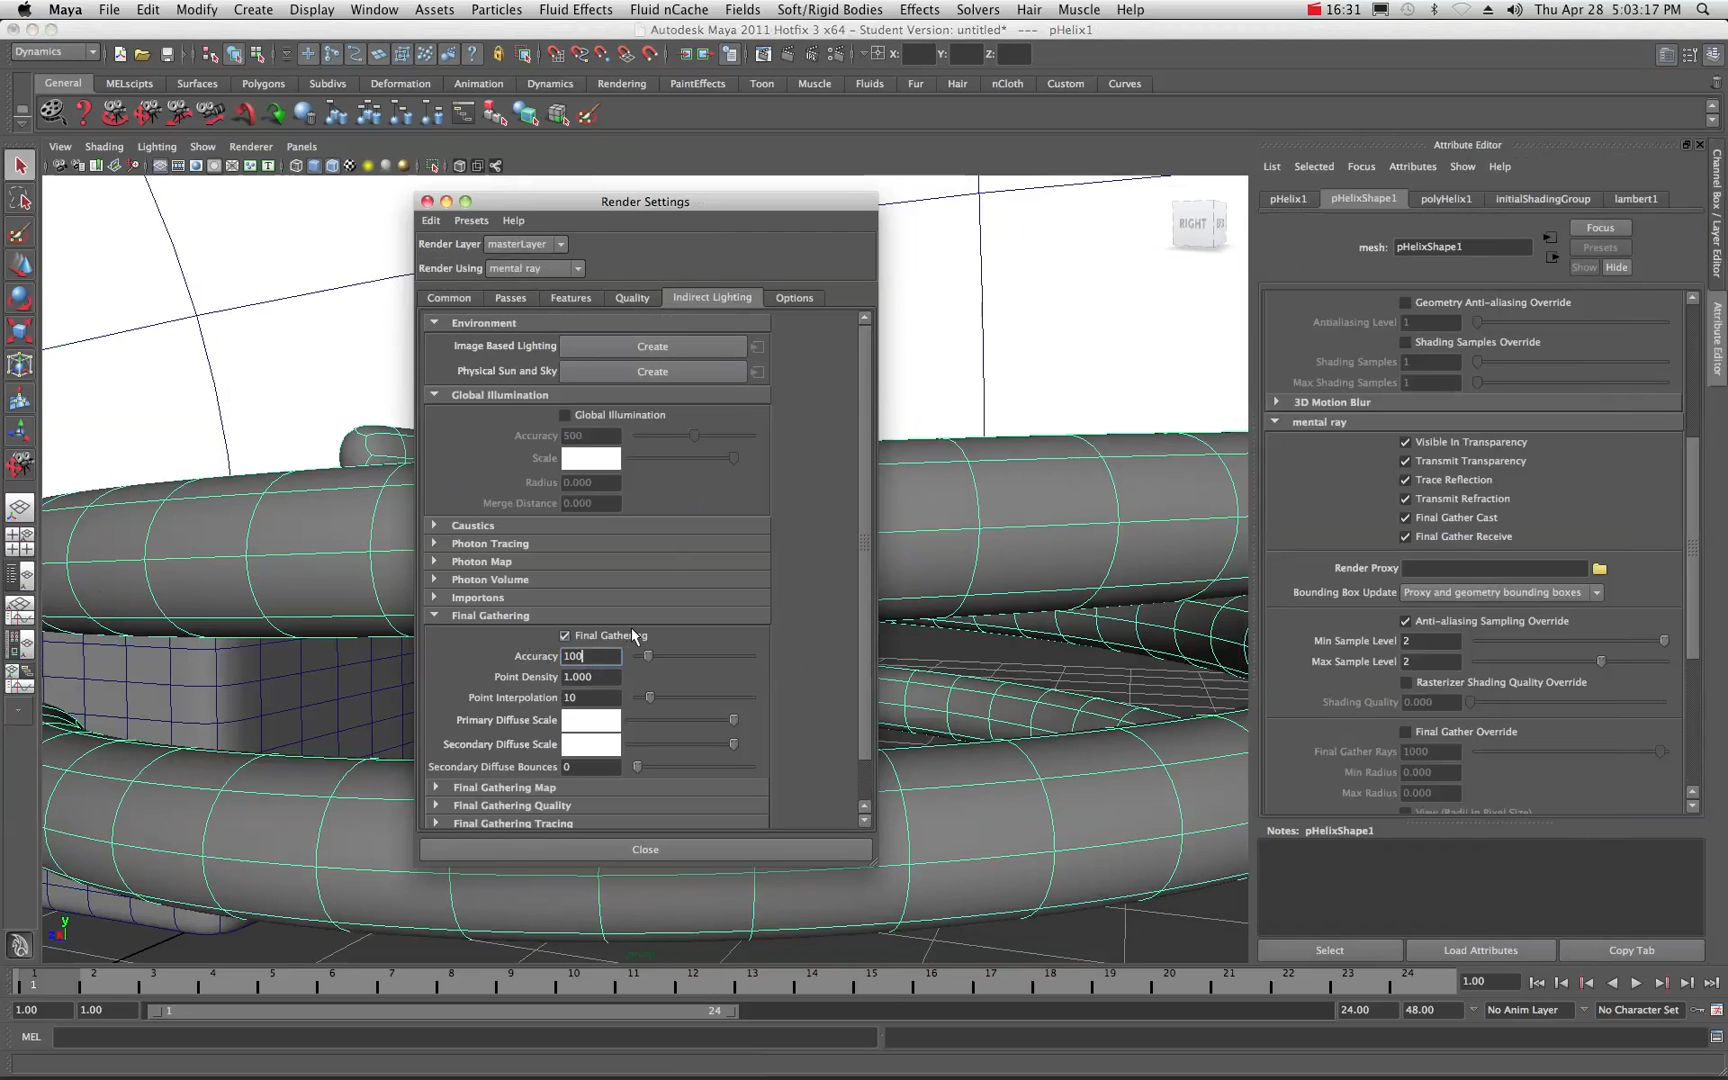 Maya File Edit Modify Create Display Window Assets Particles Fluid Effects Fluid nCache Fields Soft/Rigid Bodies Effects Solvers Hair Muscle Help 16:31 Thu Apr 28 5:03:17 PM
Autodesk Maya 2011 Hotfix 3 x64 - Student Version: untitled* --- pHelix1
Dynamics X: Y: Z:
General MELscipts Surfaces Polygons Subdivs Deformation Animation Dynamics Rendering PaintEffects Toon Muscle Fluids Fur Hair nCloth Custom Curves
View Shading Lighting Show Renderer Panels
RIGHT
Render Settings
Edit Presets Help
Render Layer masterLayer
Render Using mental ray
Common Passes Features Quality Indirect Lighting Options
Environment
Image Based Lighting Create
Physical Sun and Sky Create
Global Illumination
Global Illumination
Accuracy 500
Scale
Radius 0.000
Merge Distance 0.000
Caustics
Photon Tracing
Photon Map
Photon Volume
Importons
Final Gathering
Final Gathering
Accuracy 100
Point Density 1.000
Point Interpolation 10
Primary Diffuse Scale
Secondary Diffuse Scale
Secondary Diffuse Bounces 0
Final Gathering Map
Final Gathering Quality
Final Gathering Tracing
Close
Attribute Editor
List Selected Focus Attributes Show Help
pHelix1 pHelixShape1 polyHelix1 initialShadingGroup lambert1
mesh: pHelixShape1
Focus
Presets
Show Hide
Geometry Anti-aliasing Override
Antialiasing Level 1
Shading Samples Override
Shading Samples 1
Max Shading Samples 1
3D Motion Blur
mental ray
Visible In Transparency
Transmit Transparency
Trace Reflection
Transmit Refraction
Final Gather Cast
Final Gather Receive
Render Proxy
Bounding Box Update Proxy and geometry bounding boxes
Anti-aliasing Sampling Override
Min Sample Level 2
Max Sample Level 2
Rasterizer Shading Quality Override
Shading Quality 0.000
Final Gather Override
Final Gather Rays 1000
Min Radius 0.000
Max Radius 0.000
View (Radii in Pixel Size)
Notes: pHelixShape1
Select Load Attributes Copy Tab
Channel Box / Layer Editor
Attribute Editor
y
1 2 3 4 5 6 7 8 9 10 11 12 13 14 15 16 17 18 19 20 21 22 23 24 1.00
1
1.00 1.00 1 24 24.00 48.00 No Anim Layer No Character Set
MEL